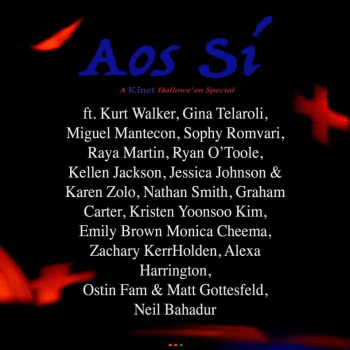 Aos Sí
A Kinet Hallowe'en Special
ft. Kurt Walker, Gina Telaroli,
Miguel Mantecon, Sophy Romvari,
Raya Martin, Ryan O'Toole,
Kellen Jackson, Jessica Johnson &
Karen Zolo, Nathan Smith, Graham
Carter, Kristen Yoonsoo Kim,
Emily Brown Monica Cheema,
Zachary KerrHolden, Alexa
Harrington,
Ostin Fam & Matt Gottesfeld,
Neil Bahadur